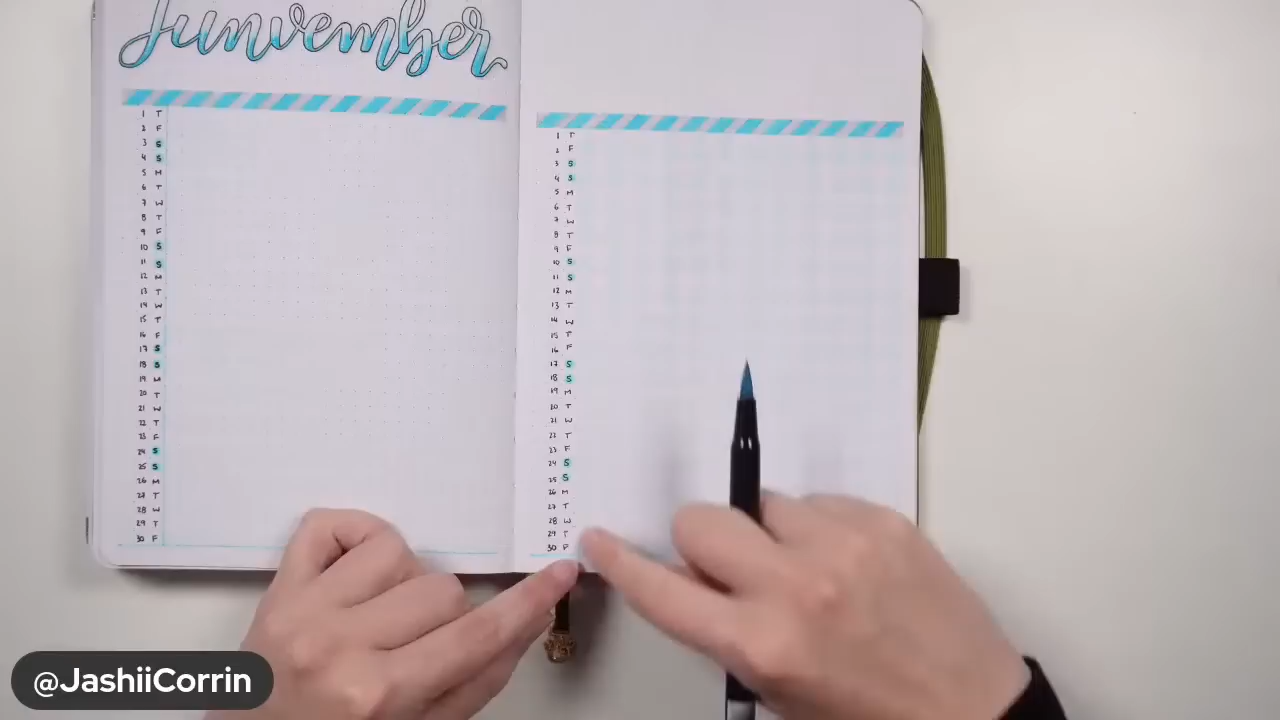 Junvember
1 T
2 F
3 S
4 S
5 M
6 T
7 W
8 T
9 F
10 S
11 S
12 M
13 T
14 W
15 T
16 F
17 S
18 S
19 M
20 T
21 W
22 T
23 F
24 S
25 S
26 M
27 T
28 W
29 T
30 F
1 T
2 F
3 S
4 S
5 M
6 T
7 W
8 T
9 F
10 S
11 S
12 M
13 T
14 W
15 T
16 F
17 S
18 S
19 M
20 T
21 W
22 T
23 F
24 S
25 S
26 M
27 T
28 W
29 T
30 F
@JashiiCorrin